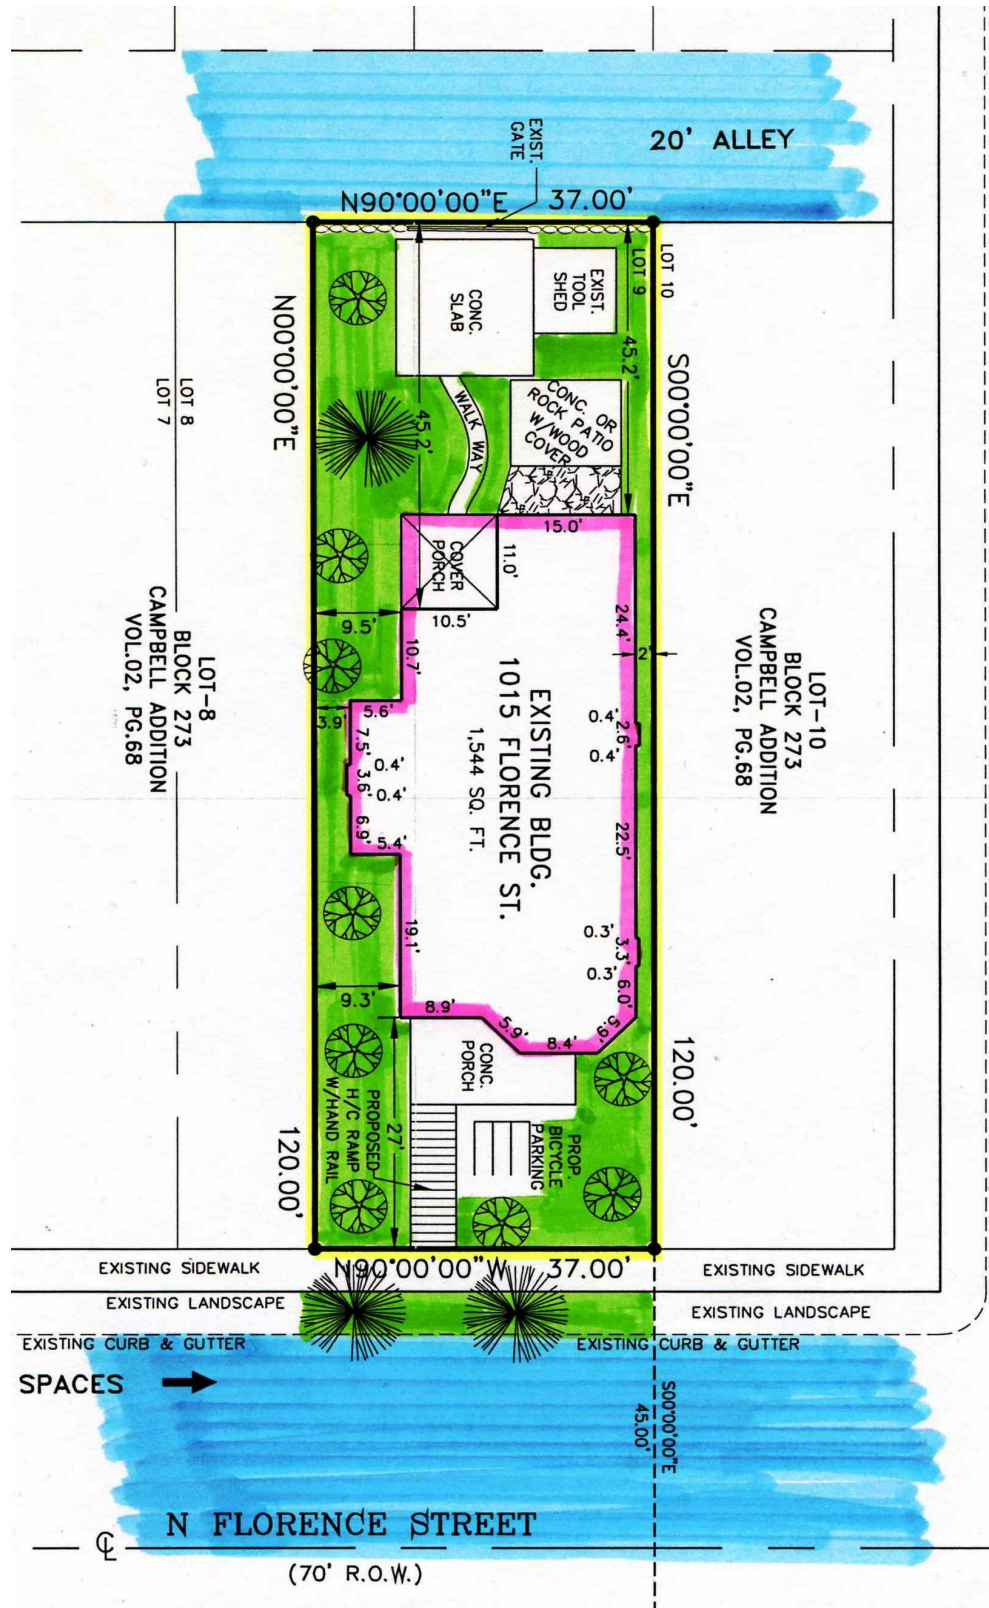 20' ALLEY
EXIST.
GATE
N90°00'00"E 37.00'
LOT 10
LOT 9
EXIST.
TOOL
SHED
CONC.
SLAB
N00°00'00"E
S00°00'00"E
45.2'
45.2'
LOT 8
LOT 7
WALK WAY
CONC. OR
ROCK PATIO
W/WOOD
COVER
15.0'
COVER
PORCH
11.0'
10.5'
9.5'
10.7'
24.4'
2'
LOT-8
BLOCK 273
CAMPBELL ADDITION
VOL.02, PG.68
LOT-10
BLOCK 273
CAMPBELL ADDITION
VOL.02, PG.68
EXISTING BLDG.
1015 FLORENCE ST.
1,544 SQ. FT.
3.9'
5.6'
7.5'
0.4'
3.6'
0.4'
6.9'
5.4'
0.4'
2.6'
0.4'
22.5'
0.3'
3.3'
0.3'
6.0'
19.1'
9.3'
8.9'
5.9'
8.4'
5.9'
CONC.
PORCH
120.00'
120.00'
27'
PROPOSED
H/C RAMP
W/HAND RAIL
PROP.
BICYCLE
PARKING
EXISTING SIDEWALK
N90°00'00"W 37.00'
EXISTING SIDEWALK
EXISTING LANDSCAPE
EXISTING LANDSCAPE
EXISTING CURB & GUTTER
EXISTING CURB & GUTTER
SPACES
S00°00'00"E
45.00'
N FLORENCE STREET
CL
(70' R.O.W.)